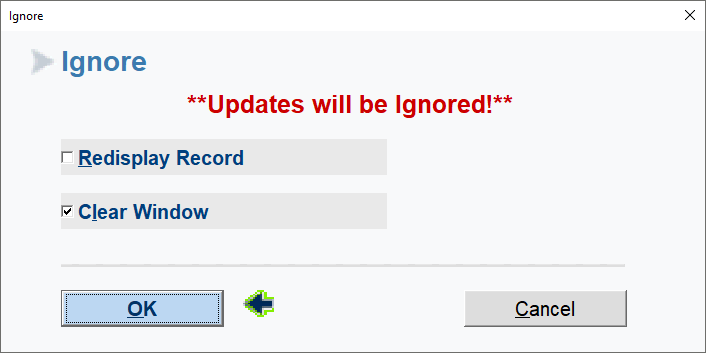 Ignore
Ignore
**Updates will be Ignored!**
Redisplay Record
Clear Window
OK
Cancel